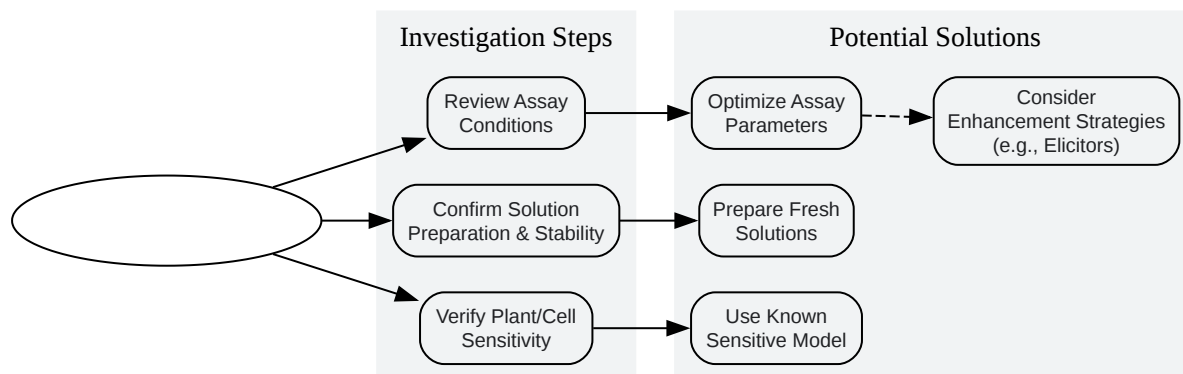 Investigation Steps
Potential Solutions
Review Assay
Conditions
Optimize Assay
Parameters
Consider
Enhancement Strategies
(e.g., Elicitors)
Confirm Solution
Preparation & Stability
Prepare Fresh
Solutions
Verify Plant/Cell
Sensitivity
Use Known
Sensitive Model